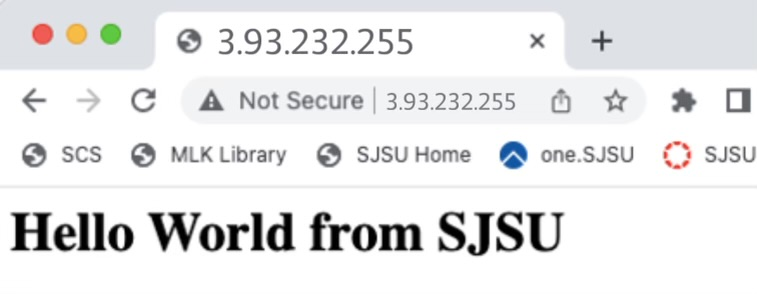 3.93.232.255
Not Secure | 3.93.232.255
SCS MLK Library SJSU Home one.SJSU SJSU
Hello World from SJSU